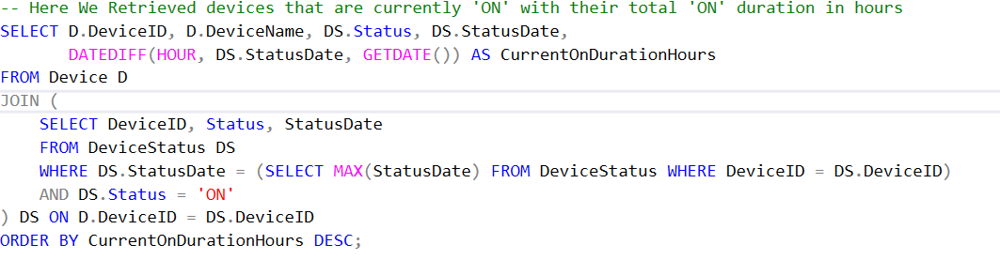 -- Here We Retrieved devices that are currently 'ON' with their total 'ON' duration in hours
SELECT D.DeviceID, D.DeviceName, DS.Status, DS.StatusDate,
       DATEDIFF(HOUR, DS.StatusDate, GETDATE()) AS CurrentOnDurationHours
FROM Device D
JOIN (
    SELECT DeviceID, Status, StatusDate
    FROM DeviceStatus DS
    WHERE DS.StatusDate = (SELECT MAX(StatusDate) FROM DeviceStatus WHERE DeviceID = DS.DeviceID)
    AND DS.Status = 'ON'
) DS ON D.DeviceID = DS.DeviceID
ORDER BY CurrentOnDurationHours DESC;